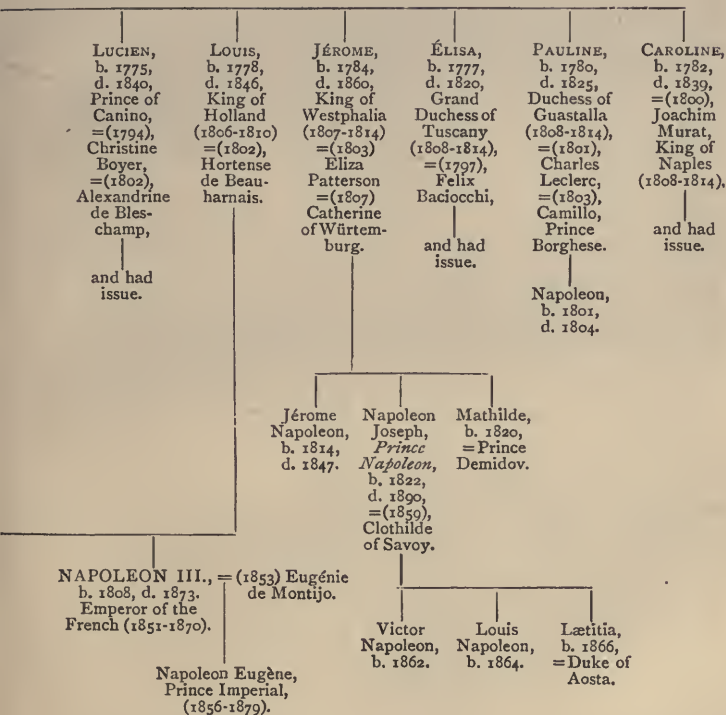 LUCIEN,
b. 1775,
d. 1840,
Prince of
Canino,
=(1794),
Christine
Boyer,
=(1802),
Alexandrine
de Bles-
champ,
and had
issue.
LOUIS,
b. 1778,
d. 1846,
King of
Holland
(1806-1810)
=(1802),
Hortense
de Beau-
harnais.
JÉROME,
b. 1784,
d. 1860,
King of
Westphalia
(1807-1814)
=(1803)
Eliza
Patterson
=(1807)
Catherine
of Würtem-
burg.
ÉLISA,
b. 1777,
d. 1820,
Grand
Duchess of
Tuscany
(1808-1814),
=(1797),
Felix
Baciocchi,
and had
issue.
PAULINE,
b. 1780,
d. 1825,
Duchess of
Guastalla
(1808-1814),
=(1801),
Charles
Leclerc,
=(1803),
Camillo,
Prince
Borghese.
Napoleon,
b. 1801,
d. 1804.
CAROLINE,
b. 1782,
d. 1839,
=(1800),
Joachim
Murat,
King of
Naples
(1808-1814),
and had
issue.
Jérome
Napoleon,
b. 1814,
d. 1847.
Napoleon
Joseph,
Prince
Napoleon,
b. 1822,
d. 1890,
=(1859),
Clothilde
of Savoy.
Mathilde,
b. 1820,
=Prince
Demidov.
NAPOLEON III., =(1853) Eugénie
b. 1808, d. 1873. de Montijo.
Emperor of the
French (1851-1870).
Napoleon Eugène,
Prince Imperial,
(1856-1879).
Victor
Napoleon,
b. 1862.
Louis
Napoleon,
b. 1864.
Lætitia,
b. 1866,
=Duke of
Aosta.